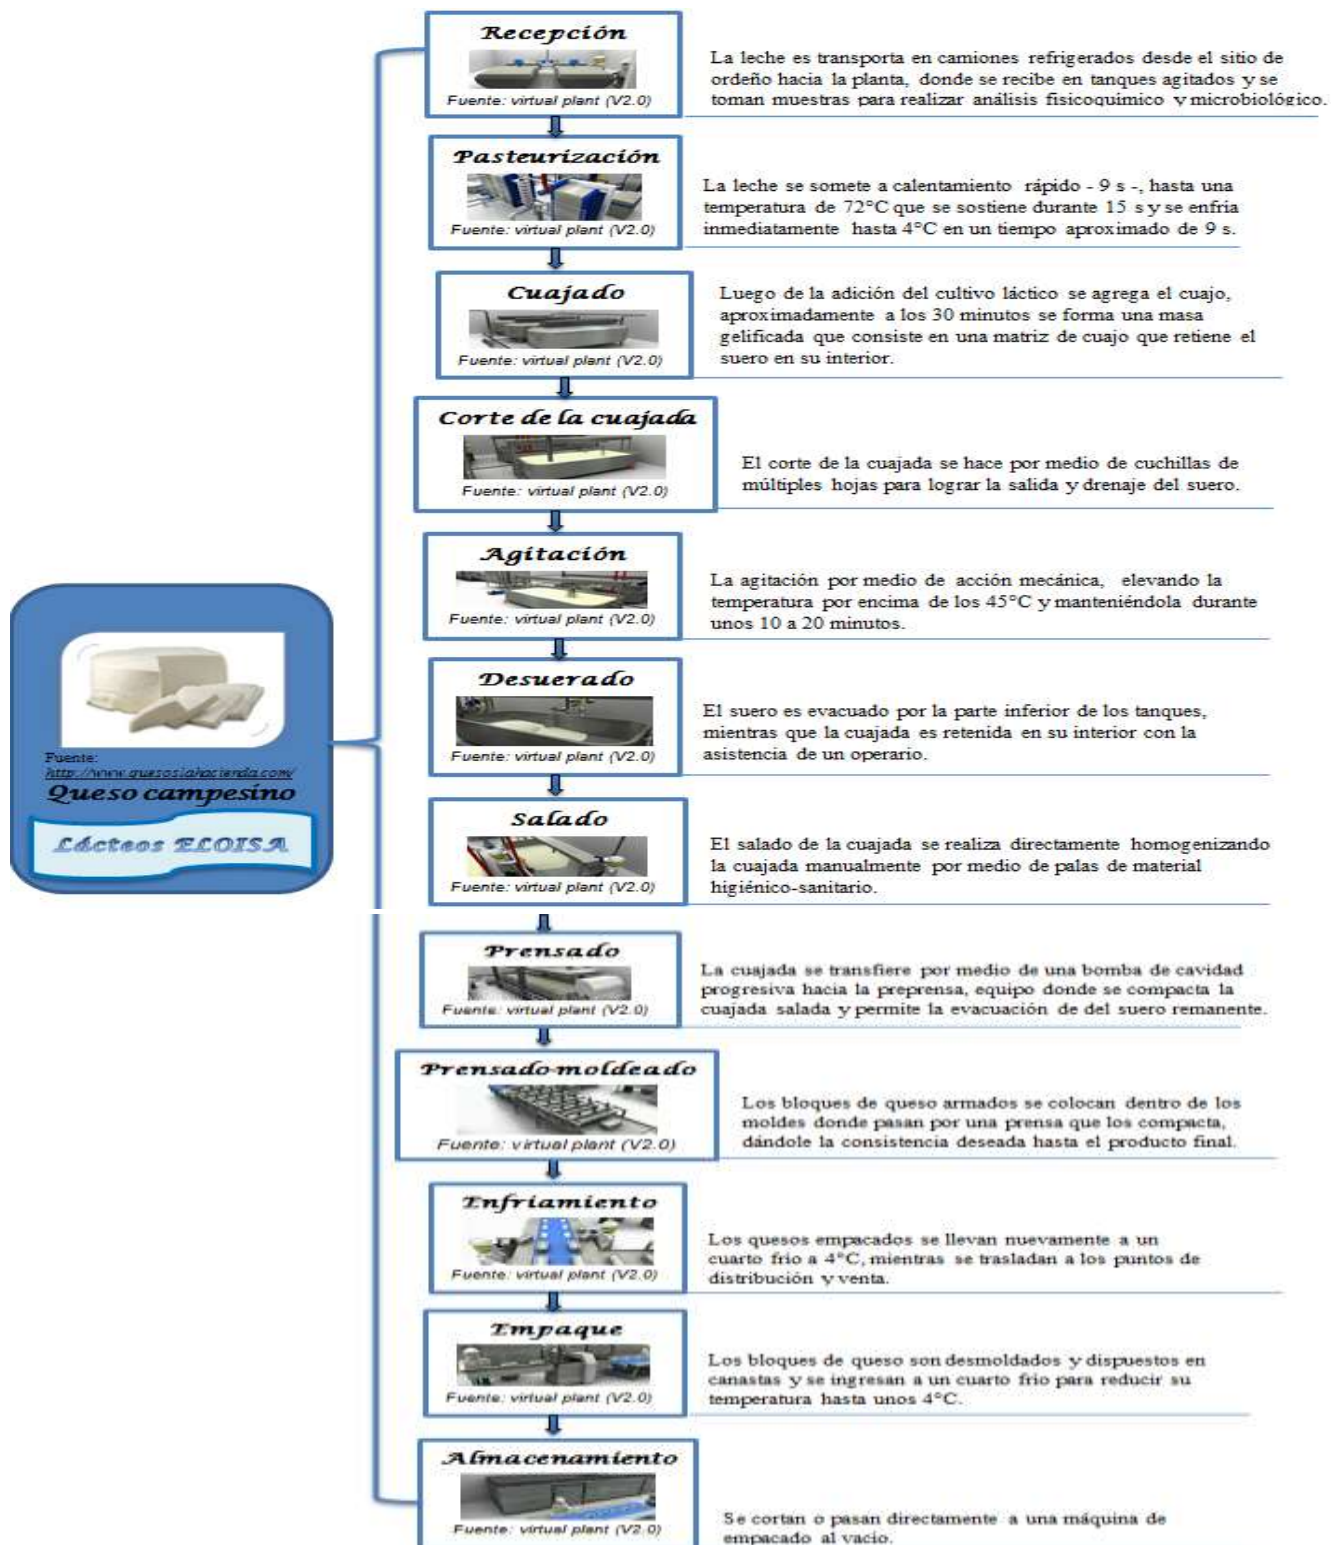 Recepción
Fuente: virtual plant (V2.0)
La leche es transporta en camiones refrigerados desde el sitio de
ordeño hacia la planta, donde se recibe en tanques agitados y se
toman muestras para realizar análisis fisicoquímico y microbiológico.
Pasteurización
Fuente: virtual plant (V2.0)
La leche se somete a calentamiento rápido - 9 s -, hasta una
temperatura de 72°C que se sostiene durante 15 s y se enfría
inmediatamente hasta 4°C en un tiempo aproximado de 9 s.
Cuajado
Fuente: virtual plant (V2.0)
Luego de la adición del cultivo láctico se agrega el cuajo,
aproximadamente a los 30 minutos se forma una masa
gelificada que consiste en una matriz de cuajo que retiene el
suero en su interior.
Corte de la cuajada
Fuente: virtual plant (V2.0)
El corte de la cuajada se hace por medio de cuchillas de
múltiples hojas para lograr la salida y drenaje del suero.
Agitación
Fuente: virtual plant (V2.0)
La agitación por medio de acción mecánica, elevando la
temperatura por encima de los 45°C y manteniéndola durante
unos 10 a 20 minutos.
Desuerado
Fuente: virtual plant (V2.0)
El suero es evacuado por la parte inferior de los tanques,
mientras que la cuajada es retenida en su interior con la
asistencia de un operario.
Fuente:
http://www.quesoslahacienda.com/
Queso campesino
Lácteos ELOISA
Salado
Fuente: virtual plant (V2.0)
El salado de la cuajada se realiza directamente homogenizando
la cuajada manualmente por medio de palas de material
higiénico-sanitario.
Prensado
Fuente: virtual plant (V2.0)
La cuajada se transfiere por medio de una bomba de cavidad
progresiva hacia la preprensa, equipo donde se compacta la
cuajada salada y permite la evacuación de del suero remanente.
Prensado-moldeado
Fuente: virtual plant (V2.0)
Los bloques de queso armados se colocan dentro de los
moldes donde pasan por una prensa que los compacta,
dándole la consistencia deseada hasta el producto final.
Enfriamiento
Fuente: virtual plant (V2.0)
Los quesos empacados se llevan nuevamente a un
cuarto frío a 4°C, mientras se trasladan a los puntos de
distribución y venta.
Empaque
Fuente: virtual plant (V2.0)
Los bloques de queso son desmoldados y dispuestos en
canastas y se ingresan a un cuarto frío para reducir su
temperatura hasta unos 4°C.
Almacenamiento
Fuente: virtual plant (V2.0)
Se cortan o pasan directamente a una máquina de
empacado al vacío.